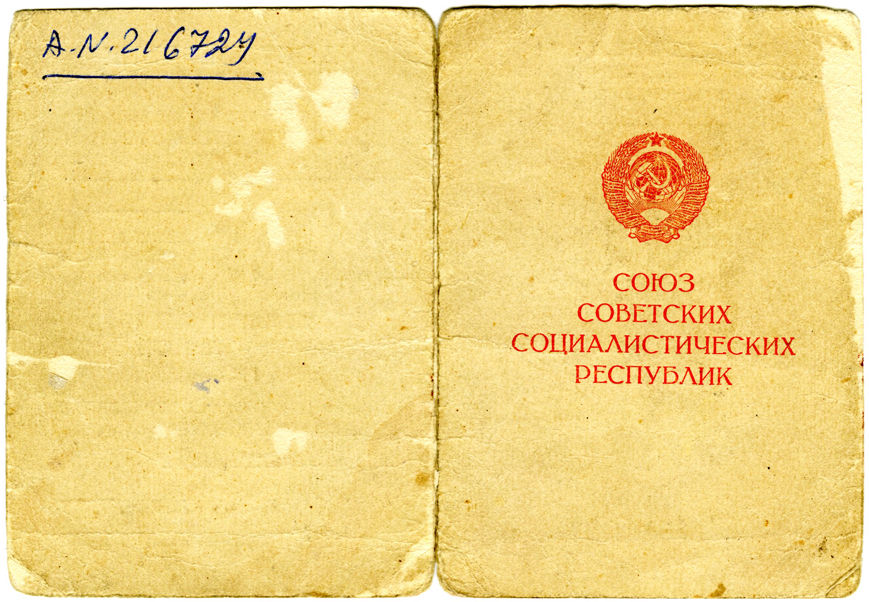 A.N. 216724
СОЮЗ
СОВЕТСКИХ
СОЦИАЛИСТИЧЕСКИХ
РЕСПУБЛИК